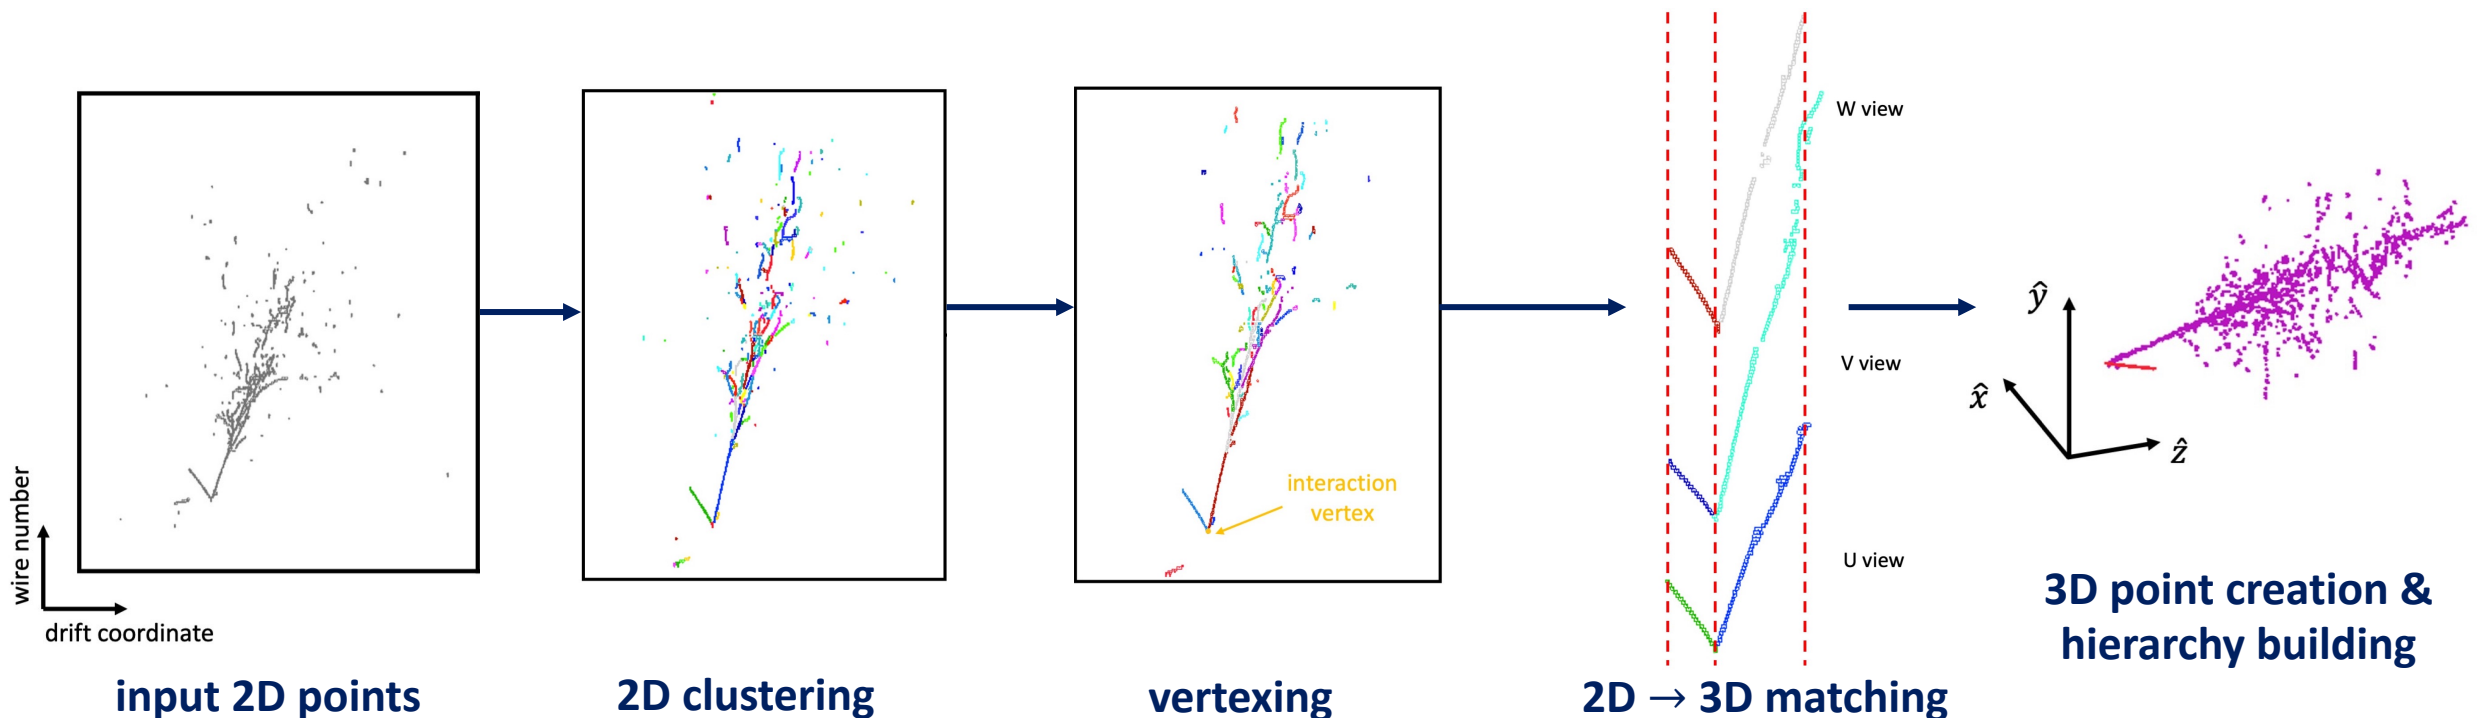 wire number
drift coordinate
input 2D points
2D clustering
interaction
vertex
vertexing
W view
V view
U view
2D → 3D matching
ŷ
x̂
ẑ
3D point creation &
hierarchy building